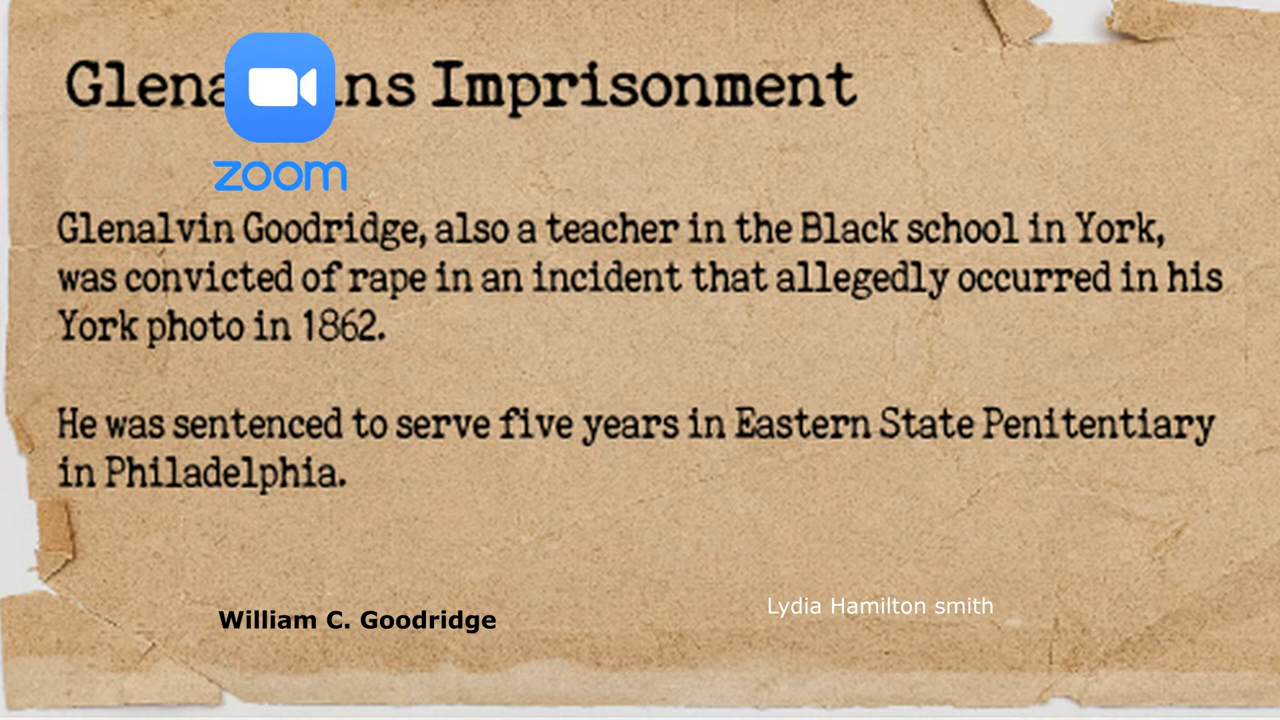 Imprisonment
zoom
Glenalvin Goodridge, also a teacher in the Black school in York,
was convicted of rape in an incident that allegedly occurred in his
York photo in 1862.
He was sentenced to serve five years in Eastern State Penitentiary
in Philadelphia.
William C. Goodridge
Lydia Hamilton smith